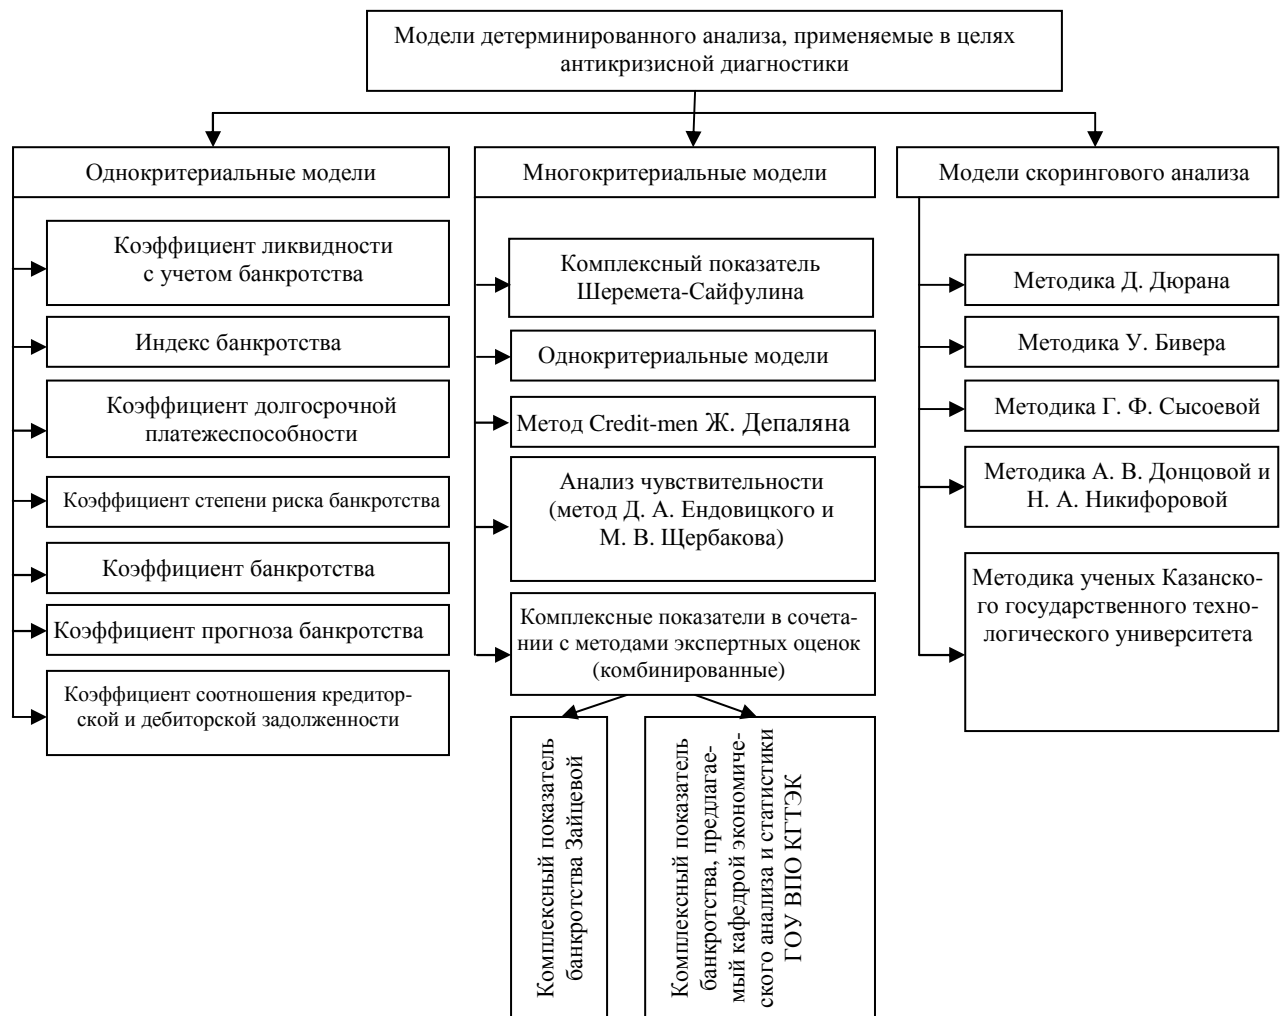 Модели детерминированного анализа, применяемые в целях
антикризисной диагностики
Однокритериальные модели
Коэффициент ликвидности
с учетом банкротства
Индекс банкротства
Коэффициент долгосрочной
платежеспособности
Коэффициент степени риска банкротства
Коэффициент банкротства
Коэффициент прогноза банкротства
Коэффициент соотношения кредитор-
ской и дебиторской задолженности
Многокритериальные модели
Комплексный показатель
Шеремета-Сайфулина
Однокритериальные модели
Метод Credit-men Ж. Депаляна
Анализ чувствительности
(метод Д. А. Ендовицкого и
М. В. Щербакова)
Комплексные показатели в сочета-
нии с методами экспертных оценок
(комбинированные)
Комплексный показатель
банкротства Зайцевой
Комплексный показатель
банкротства, предлагае-
мый кафедрой экономиче-
ского анализа и статистики
ГОУ ВПО КГТЭК
Модели скорингового анализа
Методика Д. Дюрана
Методика У. Бивера
Методика Г. Ф. Сысоевой
Методика А. В. Донцовой и
Н. А. Никифоровой
Методика ученых Казанско-
го государственного техно-
логического университета